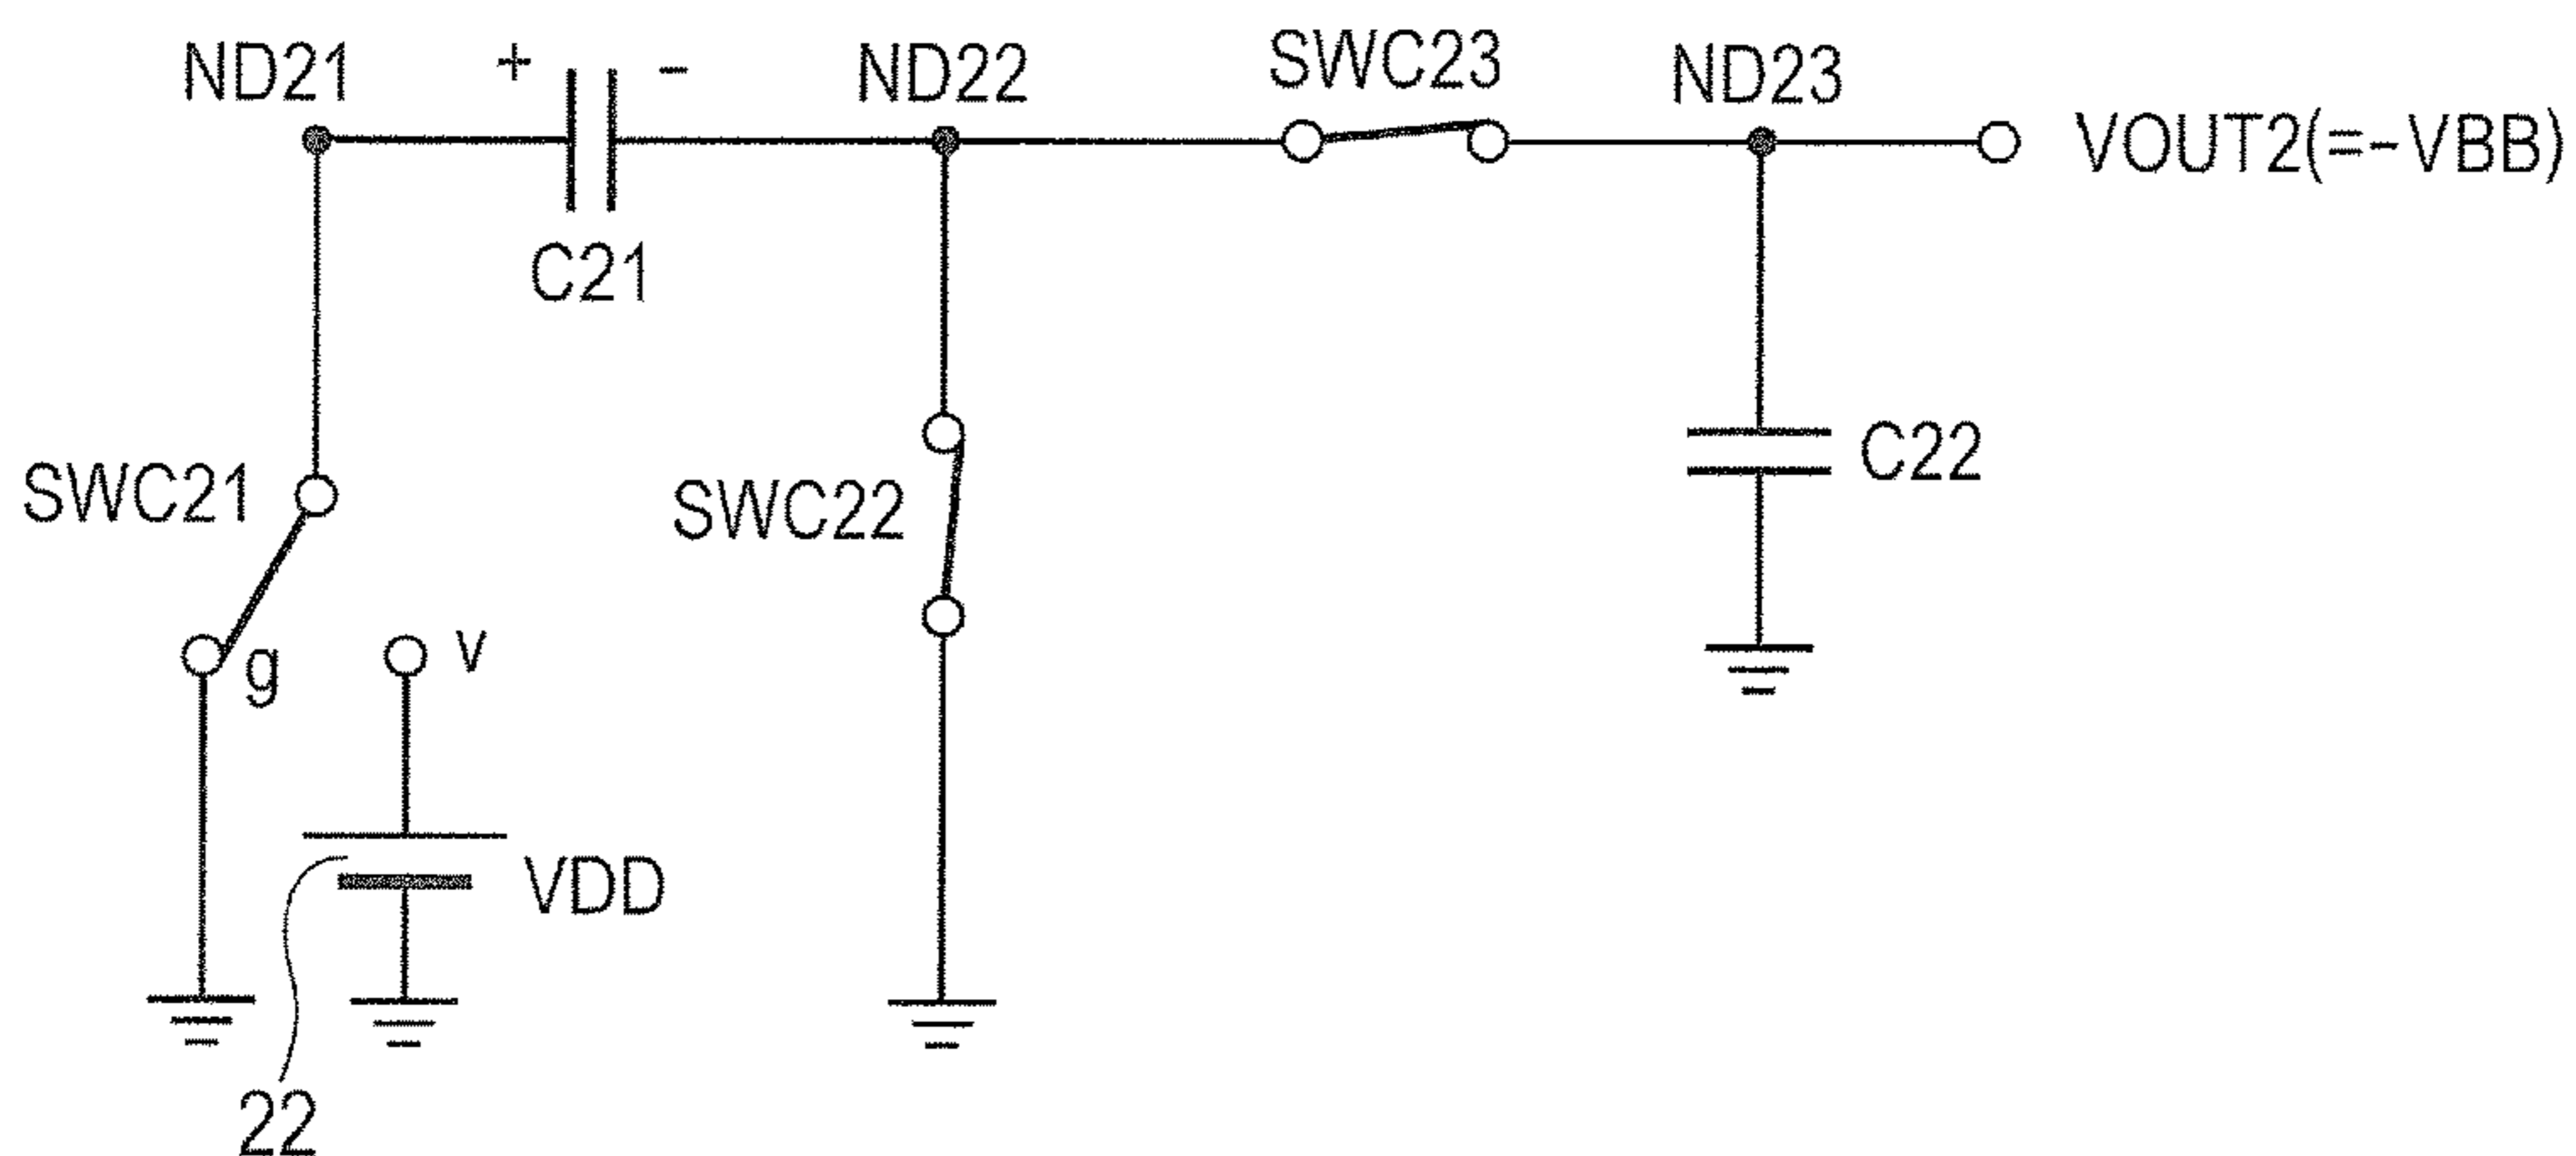 ND21
+
-
ND22
SWC23
ND23
VOUT2(=-VBB)
C21
C22
SWC21
SWC22
g
v
VDD
22